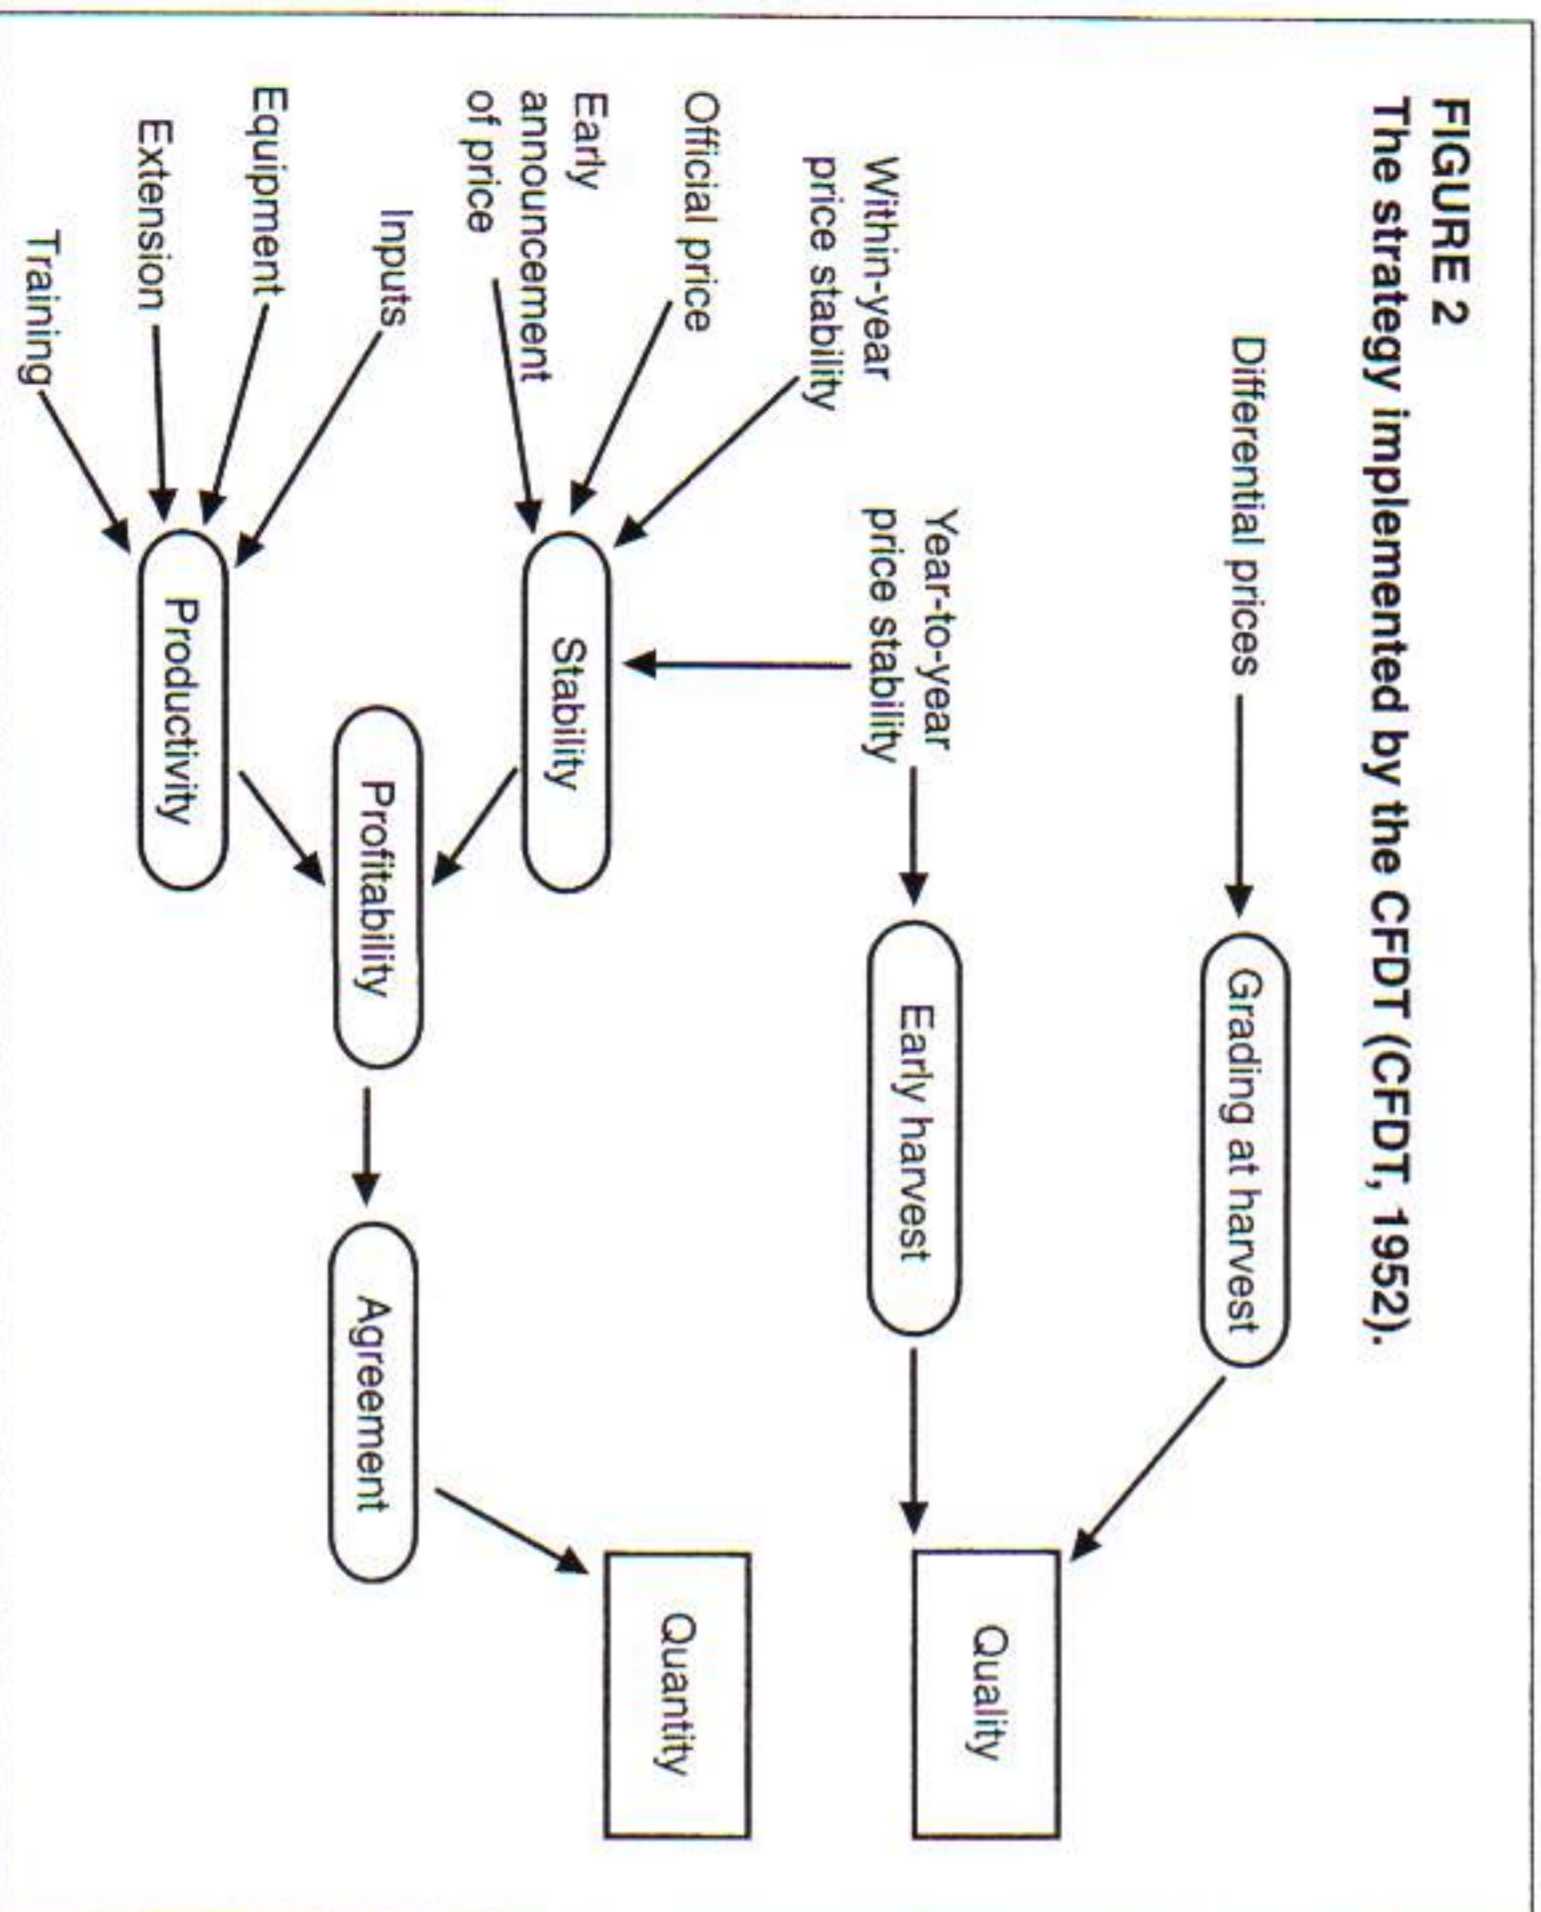 FIGURE 2
The strategy implemented by the CFDT (CFDT, 1952).
Differential prices
Grading at harvest
Year-to-year
price stability
Early harvest
Quality
Within-year
price stability
Official price
Early
announcement
of price
Stability
Quantity
Inputs
Equipment
Extension
Training
Profitability
Agreement
Productivity